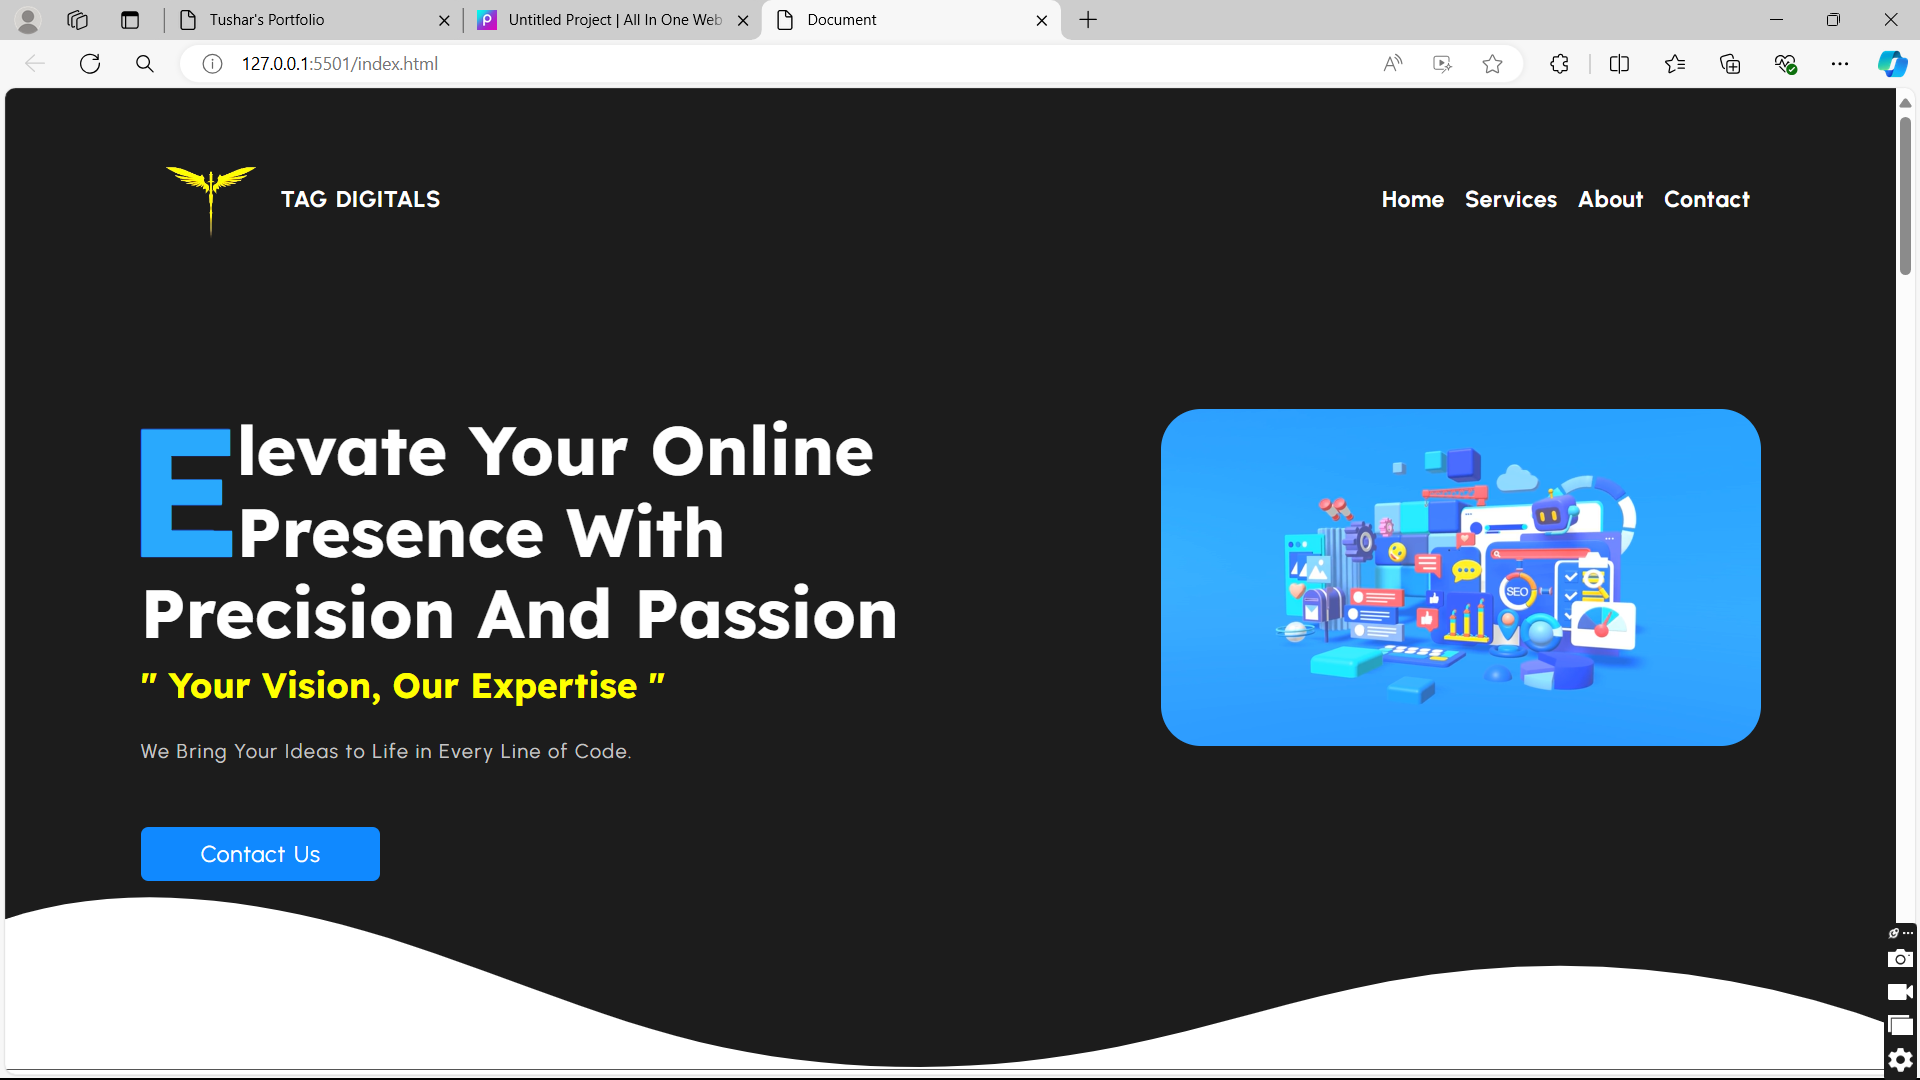 Tushar's Portfolio
Untitled Project | All In One Web
Document
127.0.0.1:5501/index.html
TAG DIGITALS
Home Services About Contact
Elevate Your Online
Presence With
Precision And Passion
" Your Vision, Our Expertise "
We Bring Your Ideas to Life in Every Line of Code.
Contact Us
SEO